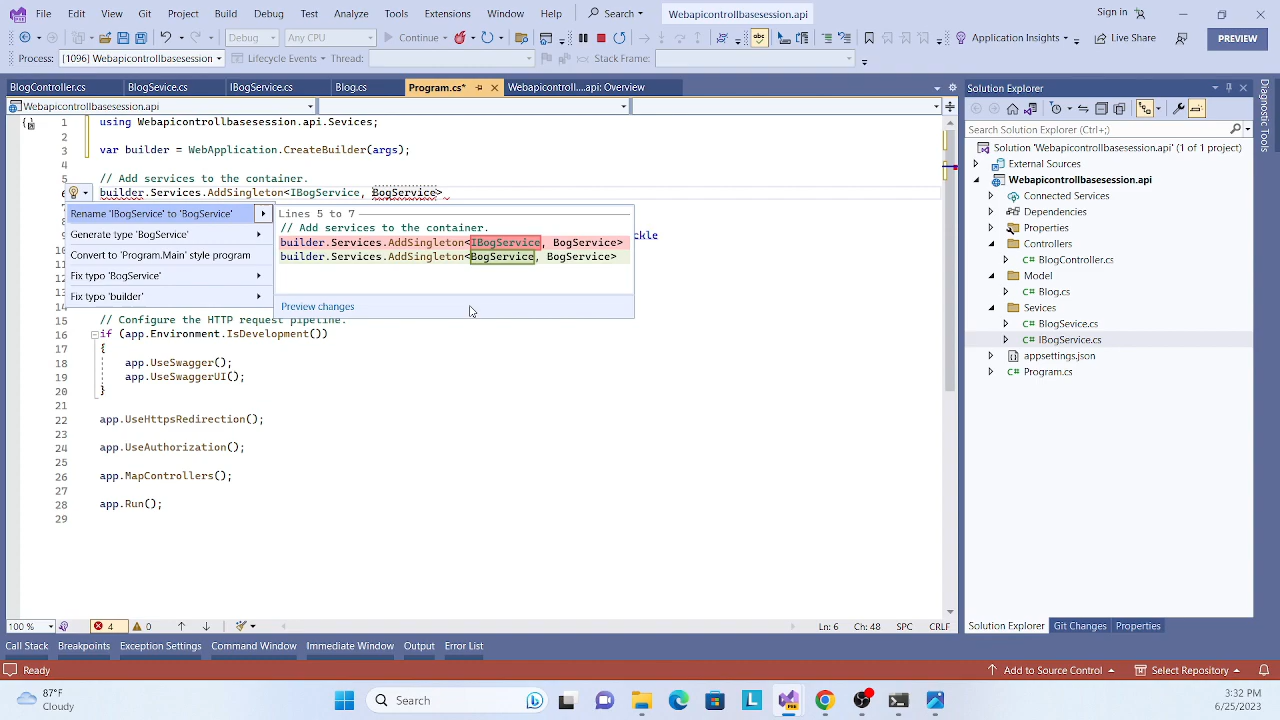 File Edit View Git Project Build Debug Test Analyze Tools Extensions Window Help Search Webapicontrollbasesession.api Sign in
Debug Any CPU Continue Application Insights Live Share PREVIEW
Process: [1096] Webapicontrollbasesession Lifecycle Events Thread: Stack Frame:
BlogController.cs BlogSevice.cs IBogService.cs Blog.cs Program.cs* Webapicontroll....api: Overview
Webapicontrollbasesession.api
1 using Webapicontrollbasesession.api.Sevices;
2
3 var builder = WebApplication.CreateBuilder(args);
4
5 // Add services to the container.
builder.Services.AddSingleton<IBogService, BogService>
Rename 'IBogService' to 'BogService'
Generate type 'BogService'
Convert to 'Program.Main' style program
Fix typo 'BogService'
Fix typo 'builder'
Lines 5 to 7
// Add services to the container.
builder.Services.AddSingleton<IBogService, BogService>
builder.Services.AddSingleton<BogService, BogService>
Preview changes
kle
15 // Configure the HTTP request pipeline.
16 if (app.Environment.IsDevelopment())
17 {
18 app.UseSwagger();
19 app.UseSwaggerUI();
20 }
21
22 app.UseHttpsRedirection();
23
24 app.UseAuthorization();
25
26 app.MapControllers();
27
28 app.Run();
29
100 % 4 0 Ln: 6 Ch: 48 SPC CRLF
Call Stack Breakpoints Exception Settings Command Window Immediate Window Output Error List
Solution Explorer
Search Solution Explorer (Ctrl+;)
Solution 'Webapicontrollbasesession.api' (1 of 1 project)
External Sources
Webapicontrollbasesession.api
Connected Services
Dependencies
Properties
Controllers
BlogController.cs
Model
Blog.cs
Sevices
BlogSevice.cs
IBogService.cs
appsettings.json
Program.cs
Solution Explorer Git Changes Properties
Diagnostic Tools
Ready Add to Source Control Select Repository
87°F
Cloudy
Search
3:32 PM
6/25/2023